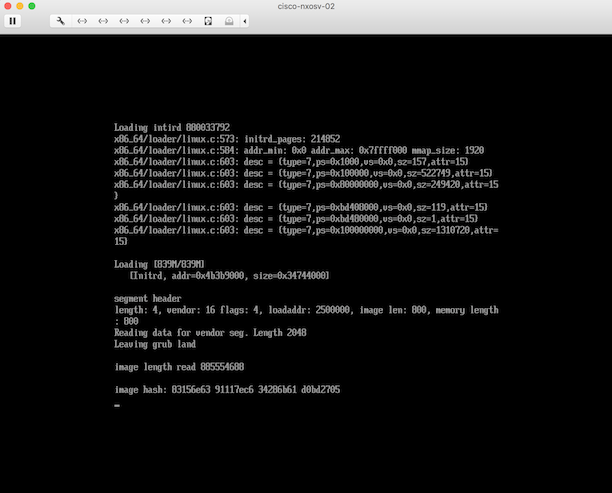 cisco-nxosv-02
Loading intird 880033792
x86_64/loader/linux.c:573: initrd_pages: 214852
x86_64/loader/linux.c:584: addr_min: 0x0 addr_max: 0x7ffff000 mmap_size: 1920
x86_64/loader/linux.c:603: desc = {type=7,ps=0x1000,vs=0x0,sz=157,attr=15}
x86_64/loader/linux.c:603: desc = {type=7,ps=0x100000,vs=0x0,sz=522749,attr=15}
x86_64/loader/linux.c:603: desc = {type=7,ps=0x80000000,vs=0x0,sz=249420,attr=15
}
x86_64/loader/linux.c:603: desc = {type=7,ps=0xbd408000,vs=0x0,sz=119,attr=15}
x86_64/loader/linux.c:603: desc = {type=7,ps=0xbd480000,vs=0x0,sz=1,attr=15}
x86_64/loader/linux.c:603: desc = {type=7,ps=0x100000000,vs=0x0,sz=1310720,attr=
15}
Loading [839M/839M]
[Initrd, addr=0x4b3b9000, size=0x34744000]
segment header
length: 4, vendor: 16 flags: 4, loadaddr: 2500000, image len: 800, memory length
: 800
Reading data for vendor seg. Length 2048
Leaving grub land
image length read 885554688
image hash: 83156e63 91117ec6 34286b61 d0bd2705